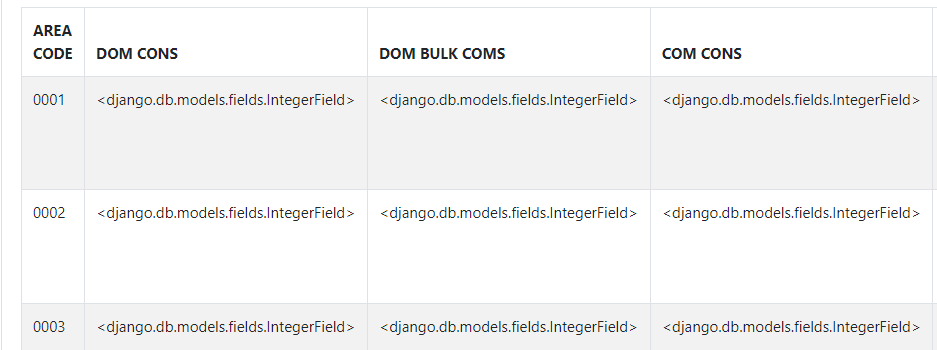 AREA CODE DOM CONS DOM BULK COMS COM CONS
0001 <django.db.models.fields.IntegerField> <django.db.models.fields.IntegerField> <django.db.models.fields.IntegerField>
0002 <django.db.models.fields.IntegerField> <django.db.models.fields.IntegerField> <django.db.models.fields.IntegerField>
0003 <django.db.models.fields.IntegerField> <django.db.models.fields.IntegerField> <django.db.models.fields.IntegerField>